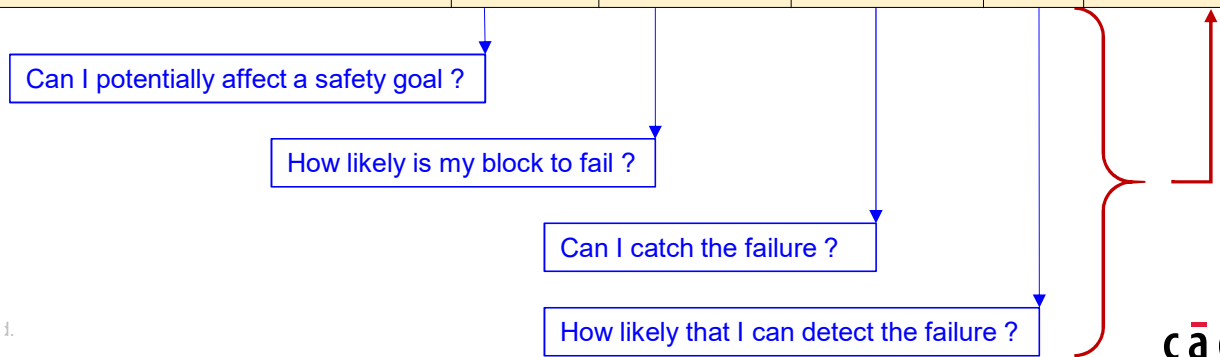 Can I potentially affect a safety goal ?
How likely is my block to fail ?
Can I catch the failure ?
How likely that I can detect the failure ?
d.